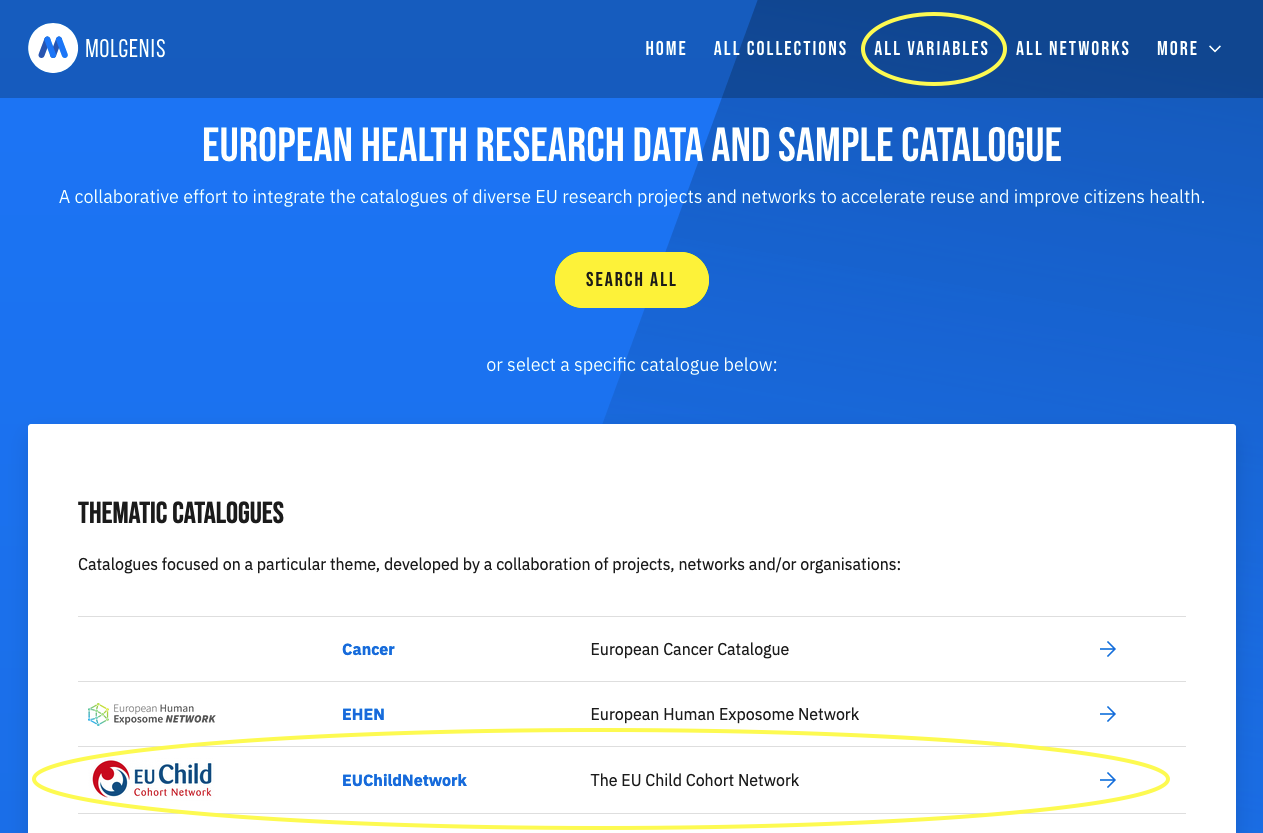 MOLGENIS
HOME ALL COLLECTIONS ALL VARIABLES ALL NETWORKS MORE
EUROPEAN HEALTH RESEARCH DATA AND SAMPLE CATALOGUE
A collaborative effort to integrate the catalogues of diverse EU research projects and networks to accelerate reuse and improve citizens health.
SEARCH ALL
or select a specific catalogue below:
THEMATIC CATALOGUES
Catalogues focused on a particular theme, developed by a collaboration of projects, networks and/or organisations:
Cancer European Cancer Catalogue
European Human
Exposome NETWORK
EHEN European Human Exposome Network
EU Child
Cohort Network
EUChildNetwork The EU Child Cohort Network